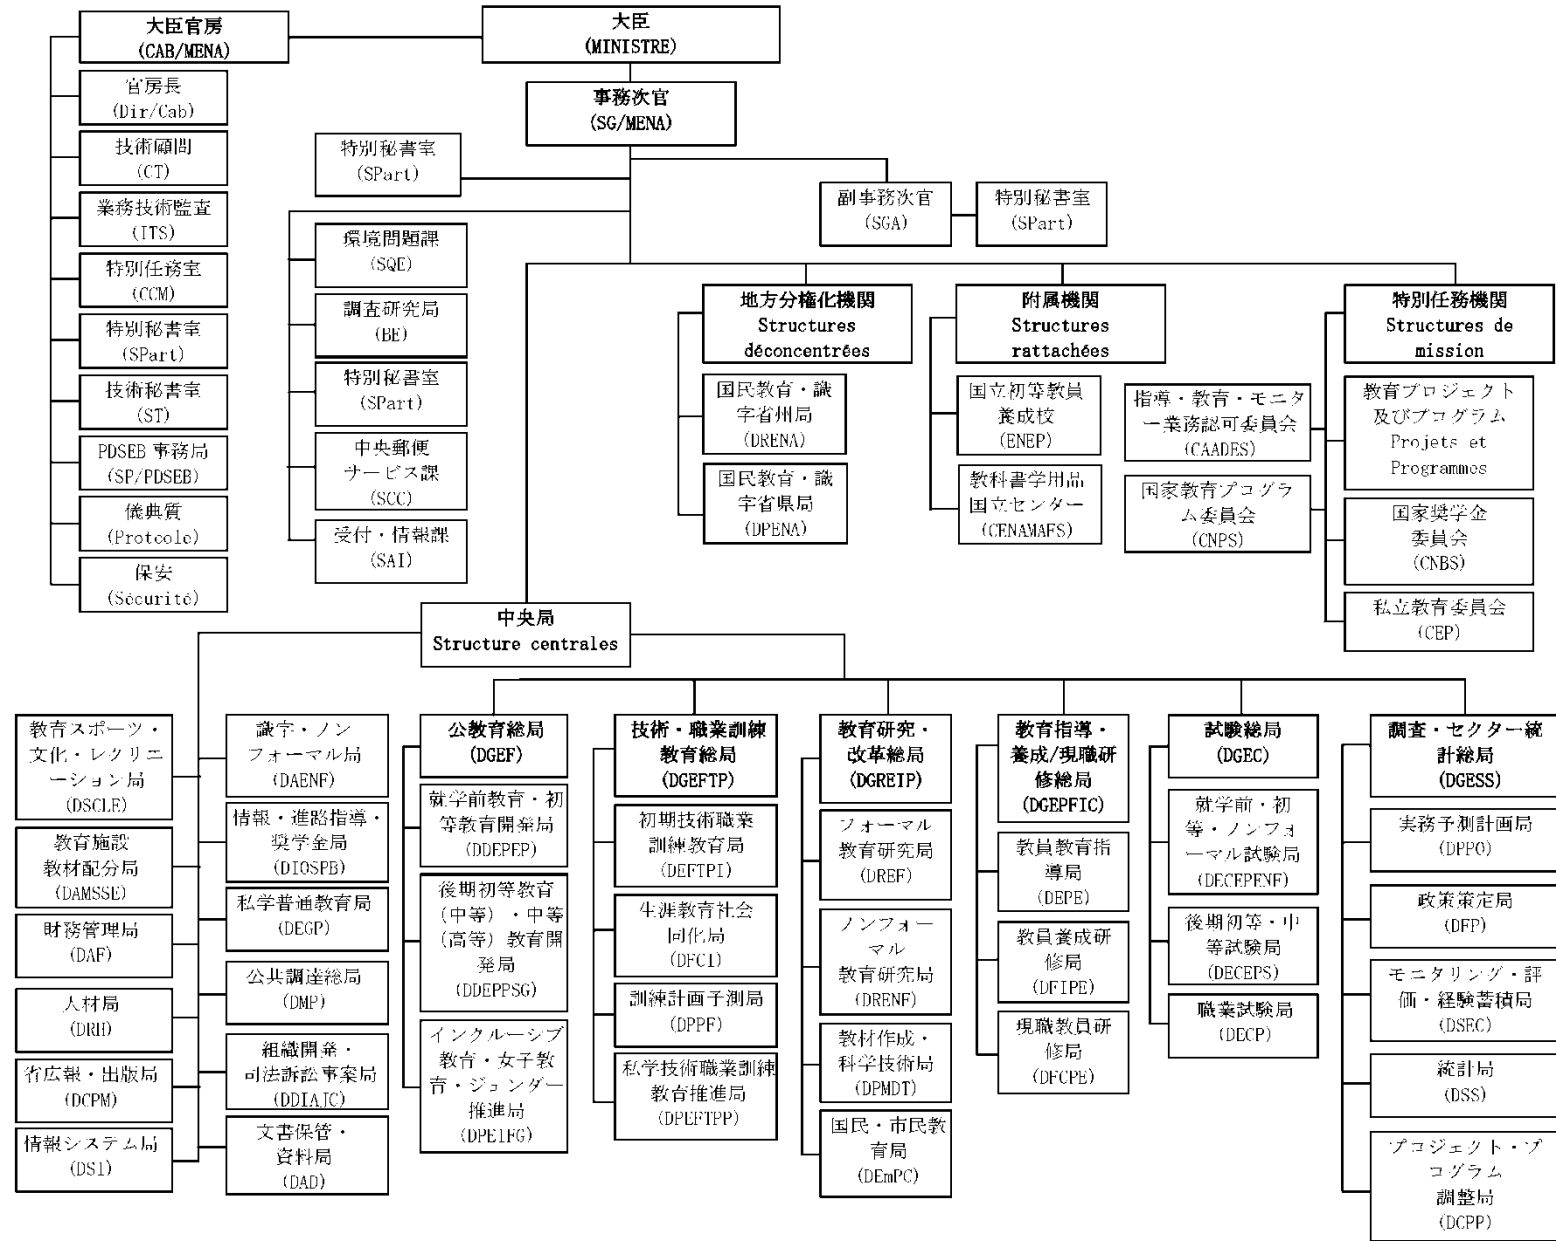 大臣官房
(CAB/MENA)
大臣
(MINISTRE)
事務次官
(SG/MENA)
官房長
(Dir/Cab)
技術顧問
(CT)
業務技術監査
(ITS)
特別任務室
(CCM)
特別秘書室
(SPart)
技術秘書室
(ST)
PDSEB 事務局
(SP/PDSEB)
儀典質
(Protcole)
保安
(Sécurité)
特別秘書室
(SPart)
副事務次官
(SGA)
特別秘書室
(SPart)
環境問題課
(SQE)
調査研究局
(BE)
特別秘書室
(SPart)
中央郵便
サービス課
(SCC)
受付・情報課
(SAI)
地方分権化機関
Structures
déconcentrées
国民教育・識
字省州局
(DRENA)
国民教育・識
字省県局
(DPENA)
附属機関
Structures
rattachées
国立初等教員
養成校
(ENEP)
教科書学用品
国立センター
(CENAMAFS)
特別任務機関
Structures de
mission
指導・教育・モニタ
ー業務認可委員会
(CAADES)
国家教育プログラ
ム委員会
(CNPS)
教育プロジェクト
及びプログラム
Projets et
Programmes
国家奨学金
委員会
(CNBS)
私立教育委員会
(CEP)
中央局
Structure centrales
教育スポーツ・
文化・レクリエ
ーション局
(DSCLE)
教育施設
教材配分局
(DAMSSE)
財務管理局
(DAF)
人材局
(DRH)
省広報・出版局
(DCPM)
情報システム局
(DSI)
識字・ノン
フォーマル局
(DAENF)
情報・進路指導・
奨学金局
(DIOSPB)
私学普通教育局
(DEGP)
公共調達総局
(DMP)
組織開発・
司法訴訟事案局
(DDIAJC)
文書保管・
資料局
(DAD)
公教育総局
(DGEF)
就学前教育・初
等教育開発局
(DDEPEP)
後期初等教育
(中等)・中等
(高等)教育開
発局
(DDEPPSG)
インクルーシブ
教育・女子教
育・ジェンダー
推進局
(DPEIFG)
技術・職業訓練
教育総局
(DGEFTP)
初期技術職業
訓練教育局
(DEFTPI)
生涯教育社会
同化局
(DFCI)
訓練計画予測局
(DPPF)
私学技術職業訓練
教育推進局
(DPEFTPP)
教育研究・
改革総局
(DGREIP)
フォーマル
教育研究局
(DREF)
ノンフォー
マル
教育研究局
(DRENF)
教材作成・
科学技術局
(DPMDT)
国民・市民教
育局
(DEmPC)
教育指導・
養成/現職研
修総局
(DGEPFIC)
教員教育指
導局
(DEPE)
教員養成研
修局
(DFIPE)
現職教員研
修局
(DFCPE)
試験総局
(DGEC)
就学前・初
等・ノンフォ
ーマル試験局
(DECEPENF)
後期初等・中
等試験局
(DECEPS)
職業試験局
(DECP)
調査・セクター統
計総局
(DGESS)
実務予測計画局
(DPPO)
政策策定局
(DFP)
モニタリング・評
価・経験蓄積局
(DSEC)
統計局
(DSS)
プロジェクト・プ
ログラム
調整局
(DCPP)